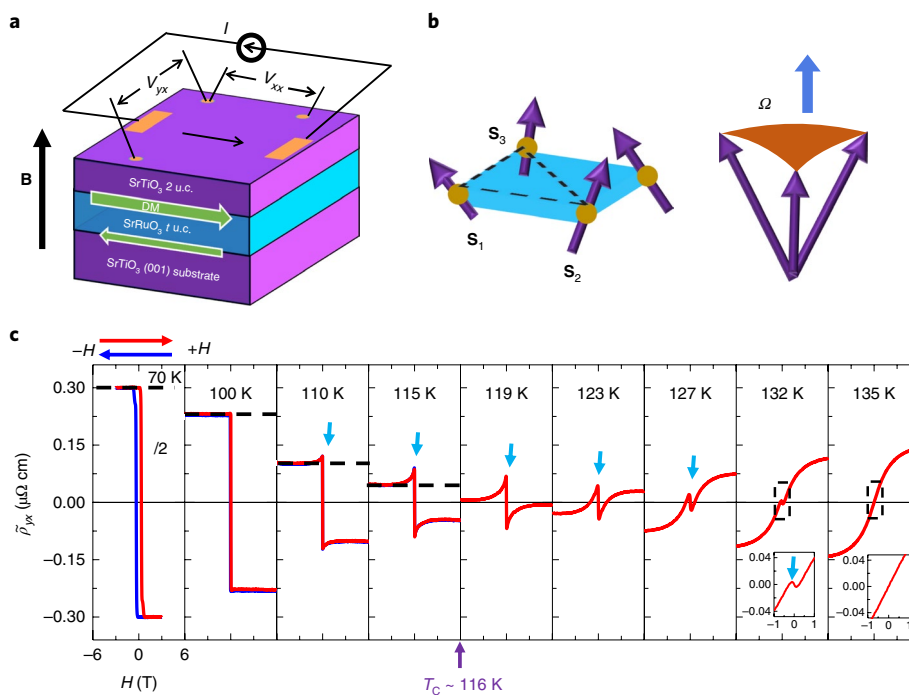 a
I
V_yx
V_xx
B
SrTiO₃ 2 u.c.
DM
SrRuO₃ t u.c.
SrTiO₃ (001) substrate
b
S₃
S₁
S₂
Ω
c
−H +H
70 K 100 K 110 K 115 K 119 K 123 K 127 K 132 K 135 K
/2
ρ̃_yx (μΩ cm)
0.30
0.15
0.00
−0.15
−0.30
0.04 0.04
0.00 0.00
−0.04 −0.04
−1 0 1 −1 0 1
−6 0 6
H (T)
T_C ~ 116 K